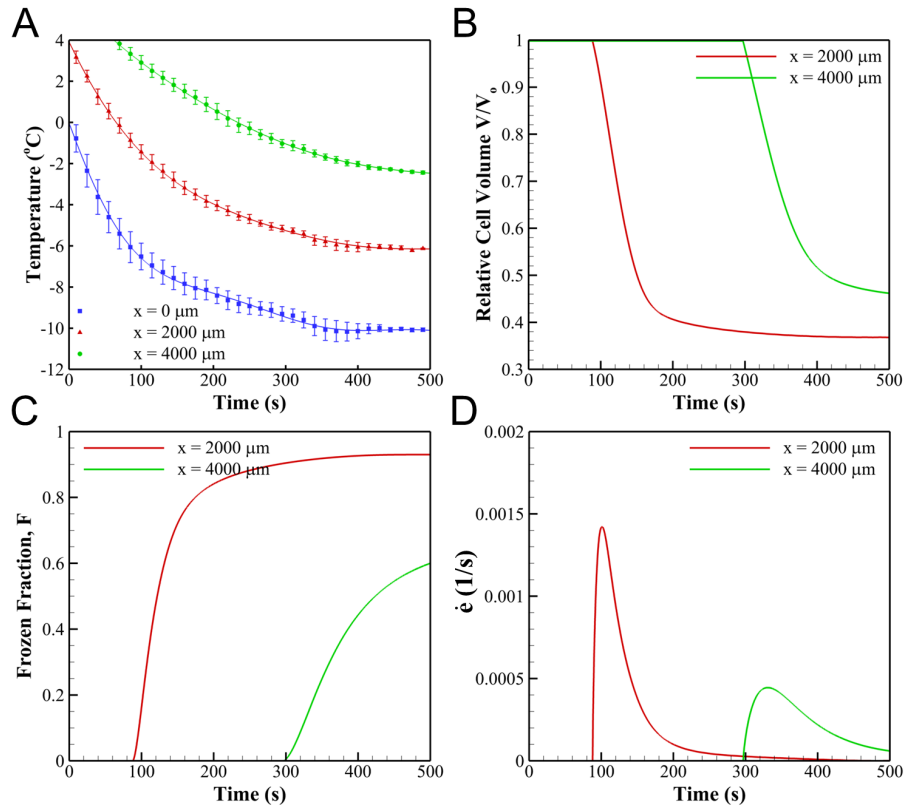 A
4
2
0
-2
-4
-6
-8
-10
-12
Temperature (ºC)
x = 0 µm
x = 2000 µm
x = 4000 µm
0 100 200 300 400 500
Time (s)
B
1
0.9
0.8
0.7
0.6
0.5
0.4
0.3
Relative Cell Volume V/Vo
x = 2000 µm
x = 4000 µm
0 100 200 300 400 500
Time (s)
C
1
0.8
0.6
0.4
0.2
0
Frozen Fraction, F
x = 2000 µm
x = 4000 µm
0 100 200 300 400 500
Time (s)
D
0.002
0.0015
0.001
0.0005
0
ė (1/s)
x = 2000 µm
x = 4000 µm
0 100 200 300 400 500
Time (s)